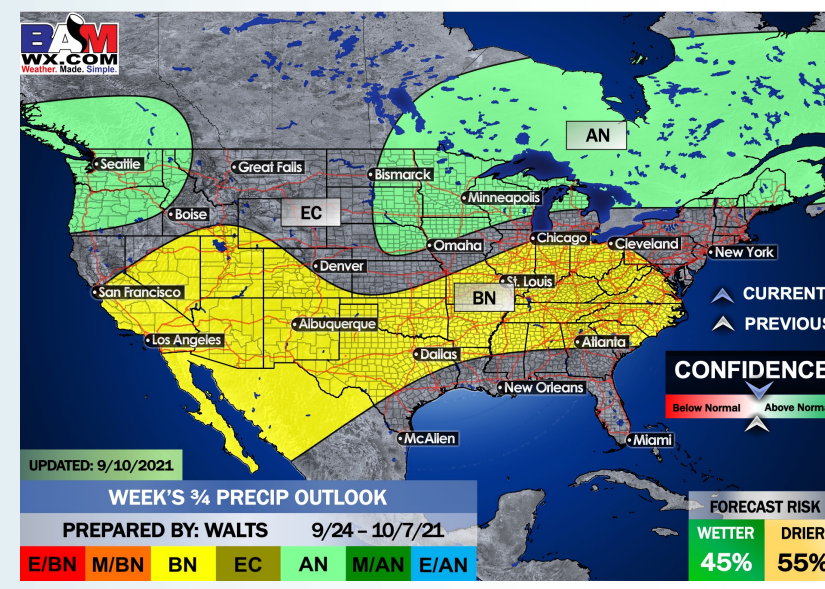 BAM
WX.COM
Weather. Made. Simple.
AN
Seattle
Great Falls
Bismarck
Minneapolis
Boise
EC
Omaha
Chicago
Cleveland
New York
Denver
St. Louis
San Francisco
BN
CURRENT
Albuquerque
PREVIOUS
Los Angeles
Atlanta
Dallas
CONFIDENCE
New Orleans
Below Normal
Above Norm
McAllen
Miami
UPDATED: 9/10/2021
WEEK'S ¾ PRECIP OUTLOOK
FORECAST RISK
PREPARED BY: WALTS 9/24 – 10/7/21
WETTER DRIER
E/BN M/BN BN EC AN M/AN E/AN
45% 55%